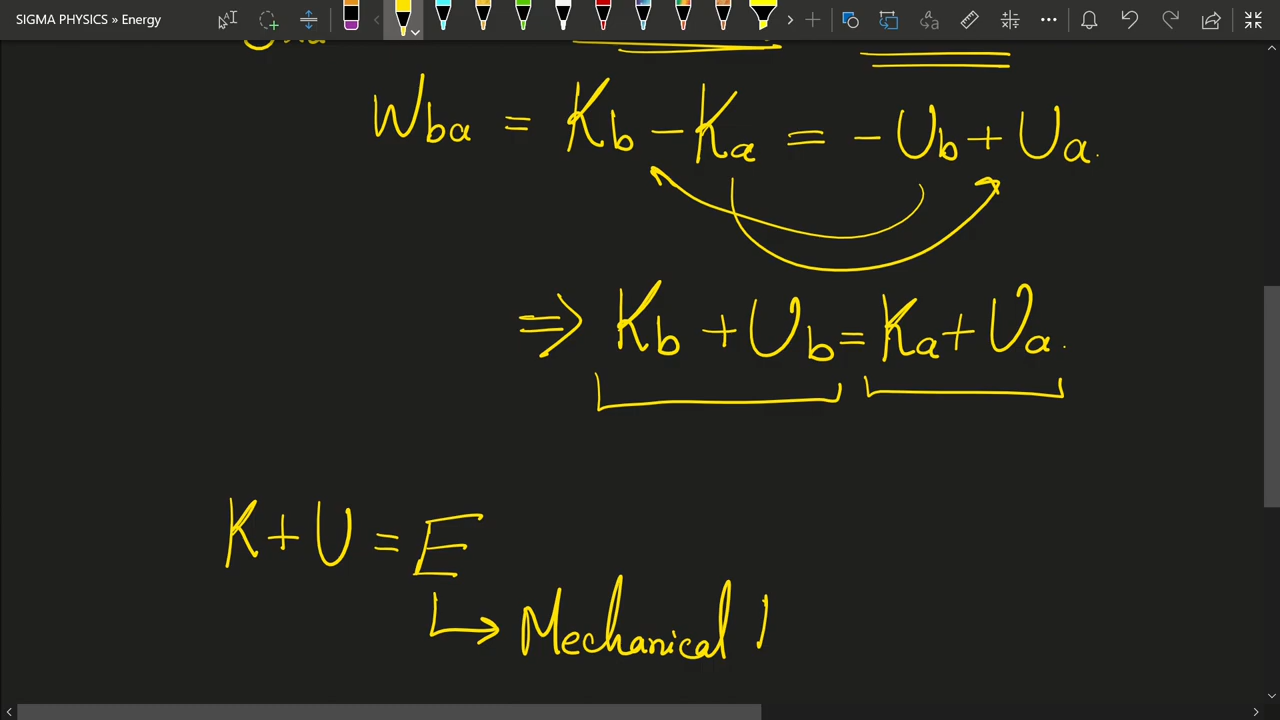 SIGMA PHYSICS » Energy
Wba = Kb - Ka = -Ub + Ua.
⇒ Kb + Ub = Ka + Ua.
K + U = E
↳ Mechanical